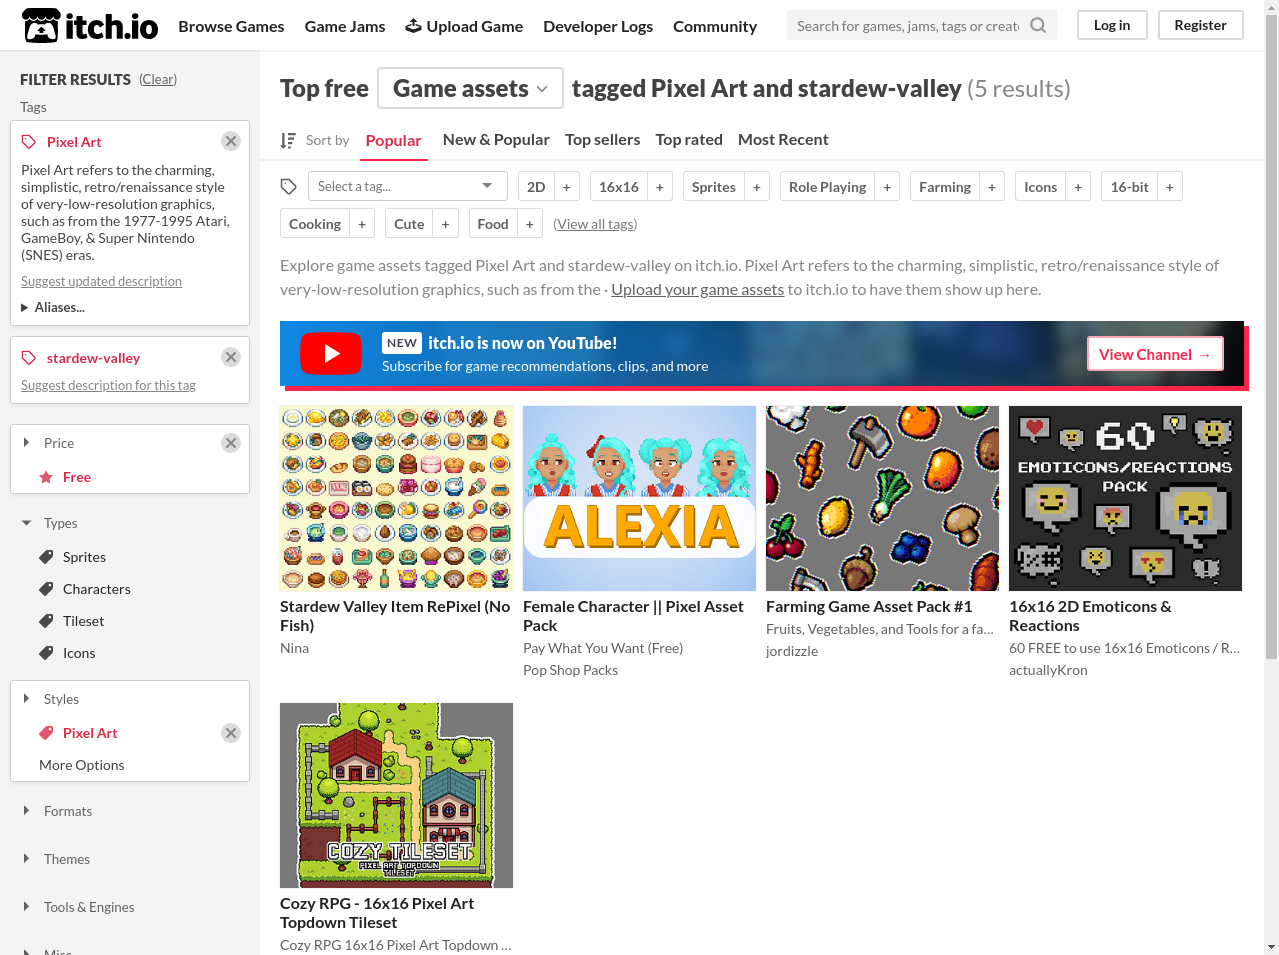 itch.io
Browse Games
Game Jams
Upload Game
Developer Logs
Community
Search for games, jams, tags or creato
Log in
Register
FILTER RESULTS (Clear)
Tags
Pixel Art
Pixel Art refers to the charming,
simplistic, retro/renaissance style
of very-low-resolution graphics,
such as from the 1977-1995 Atari,
GameBoy, & Super Nintendo
(SNES) eras.
Suggest updated description
Aliases...
stardew-valley
Suggest description for this tag
Price
Free
Types
Sprites
Characters
Tileset
Icons
Styles
Pixel Art
More Options
Formats
Themes
Tools & Engines
Misc
Top free Game assets tagged Pixel Art and stardew-valley (5 results)
Sort by Popular New & Popular Top sellers Top rated Most Recent
Select a tag... 2D + 16x16 + Sprites + Role Playing + Farming + Icons + 16-bit +
Cooking + Cute + Food + (View all tags)
Explore game assets tagged Pixel Art and stardew-valley on itch.io. Pixel Art refers to the charming, simplistic, retro/renaissance style of
very-low-resolution graphics, such as from the · Upload your game assets to itch.io to have them show up here.
NEW itch.io is now on YouTube!
Subscribe for game recommendations, clips, and more
View Channel →
Stardew Valley Item RePixel (No
Fish)
Nina
ALEXIA
Female Character || Pixel Asset
Pack
Pay What You Want (Free)
Pop Shop Packs
Farming Game Asset Pack #1
Fruits, Vegetables, and Tools for a fa...
jordizzle
60
EMOTICONS/REACTIONS
PACK
16x16 2D Emoticons &
Reactions
60 FREE to use 16x16 Emoticons / R...
actuallyKron
COZY TILESET
PIXEL ART TOPDOWN
TILESET
Cozy RPG - 16x16 Pixel Art
Topdown Tileset
Cozy RPG 16x16 Pixel Art Topdown ...